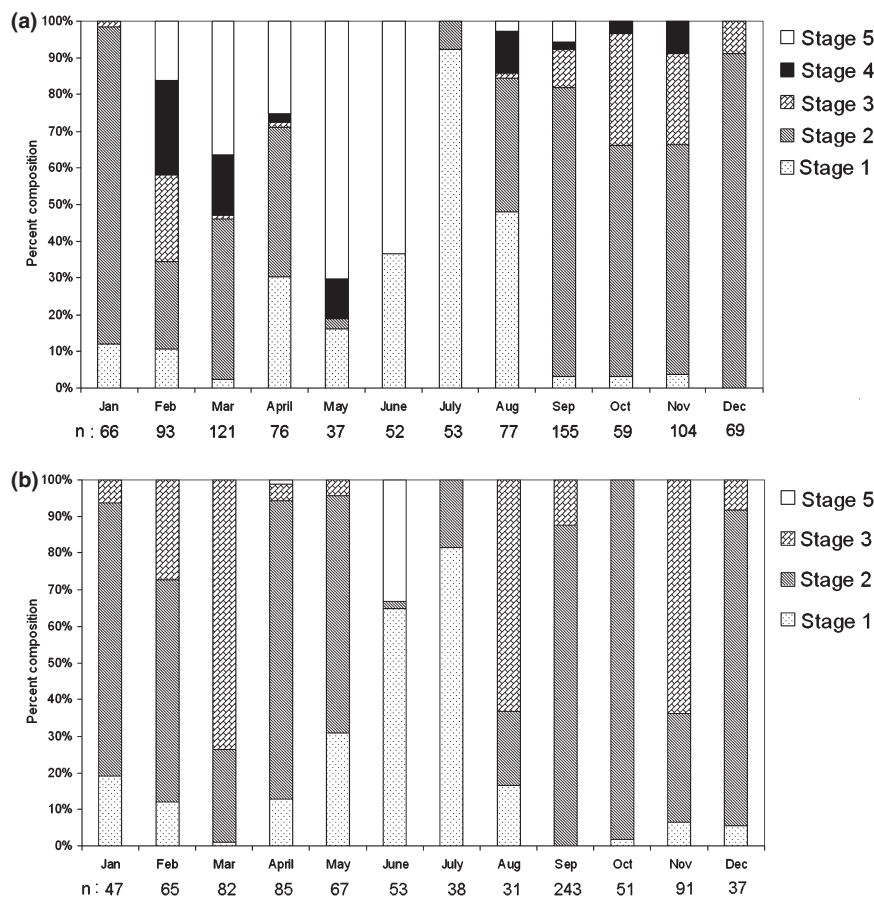 (a)
100%
90%
80%
70%
60%
50%
40%
30%
20%
10%
0%
Percent composition
Stage 5
Stage 4
Stage 3
Stage 2
Stage 1
Jan Feb Mar April May June July Aug Sep Oct Nov Dec
n : 66 93 121 76 37 52 53 77 155 59 104 69
(b)
100%
90%
80%
70%
60%
50%
40%
30%
20%
10%
0%
Percent composition
Stage 5
Stage 3
Stage 2
Stage 1
Jan Feb Mar April May June July Aug Sep Oct Nov Dec
n : 47 65 82 85 67 53 38 31 243 51 91 37